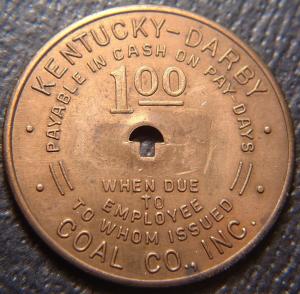 KENTUCKY-DARBY
PAYABLE IN CASH ON PAY DAYS
1.00
WHEN DUE
TO
EMPLOYEE
TO WHOM ISSUED
COAL CO., INC.